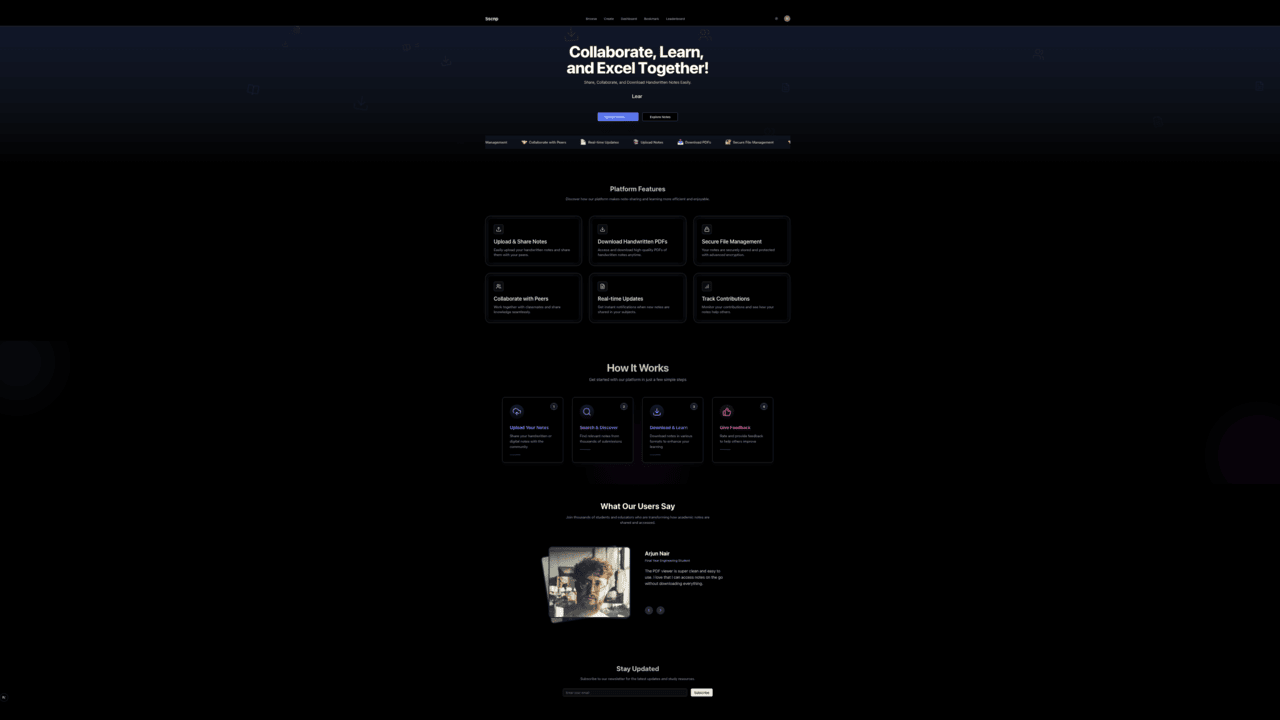 Browse Create Dashboard Bookmark Leaderboard
Collaborate, Learn,
and Excel Together!
Share, Collaborate, and Download Handwritten Notes Easily
Lear
Upload Notes Explore Notes
Management Collaborate with Peers Real-time Updates Upload Notes Download PDFs Secure File Management
Platform Features
Discover how our platform makes note-sharing and learning more efficient and enjoyable.
Upload & Share Notes
Easily upload your handwritten notes and share
them with your peers.
Download Handwritten PDFs
Access and download high-quality PDFs of
handwritten notes anytime.
Secure File Management
Your notes are securely stored and protected
with advanced encryption.
Collaborate with Peers
Work together with classmates and share
knowledge seamlessly.
Real-time Updates
Get instant notifications when new notes are
shared in your subjects.
Track Contributions
Monitor your contributions and see how your
notes help others.
How It Works
Get started with our platform in just a few simple steps
1
Upload Your Notes
Share your handwritten or
digital notes with the
community.
2
Search & Discover
Find relevant notes from
thousands of submissions.
3
Download & Learn
Download notes in various
formats to enhance your
learning.
4
Give Feedback
Rate and provide feedback
to help others improve.
What Our Users Say
Join thousands of students and educators who are transforming how academic notes are
shared and accessed.
Arjun Nair
Final Year Engineering Student
The PDF viewer is super clean and easy to
use. I love that I can access notes on the go
without downloading everything.
Stay Updated
Subscribe to our newsletter for the latest updates and study resources.
Enter your email Subscribe